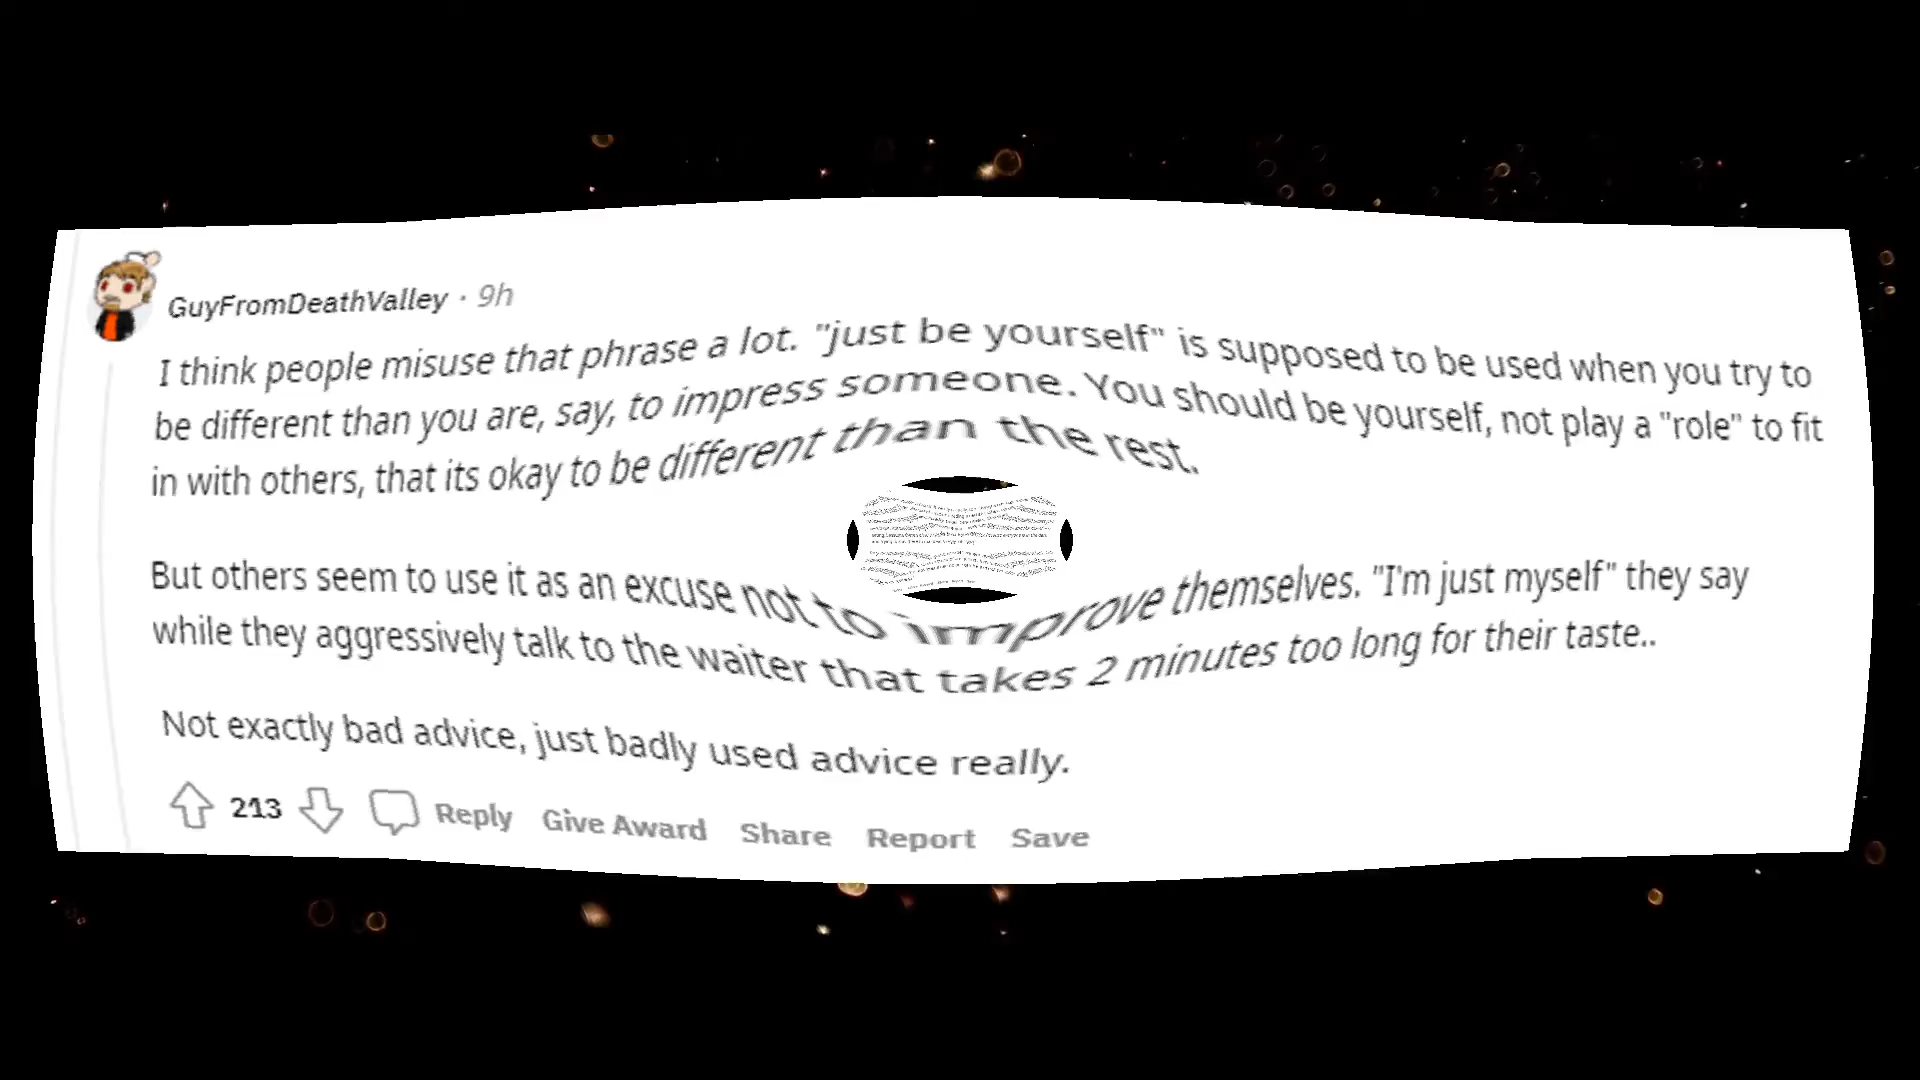 GuyFromDeathValley · 9h
I think people misuse that phrase a lot. "just be yourself" is supposed to be used when you try to
be different than you are, say, to impress someone. You should be yourself, not play a "role" to fit
in with others, that its okay to be different than the rest.
But others seem to use it as an excuse not to improve themselves. "I'm just myself" they say
while they aggressively talk to the waiter that takes 2 minutes too long for their taste..
Not exactly bad advice, just badly used advice really.
213 Reply Give Award Share Report Save